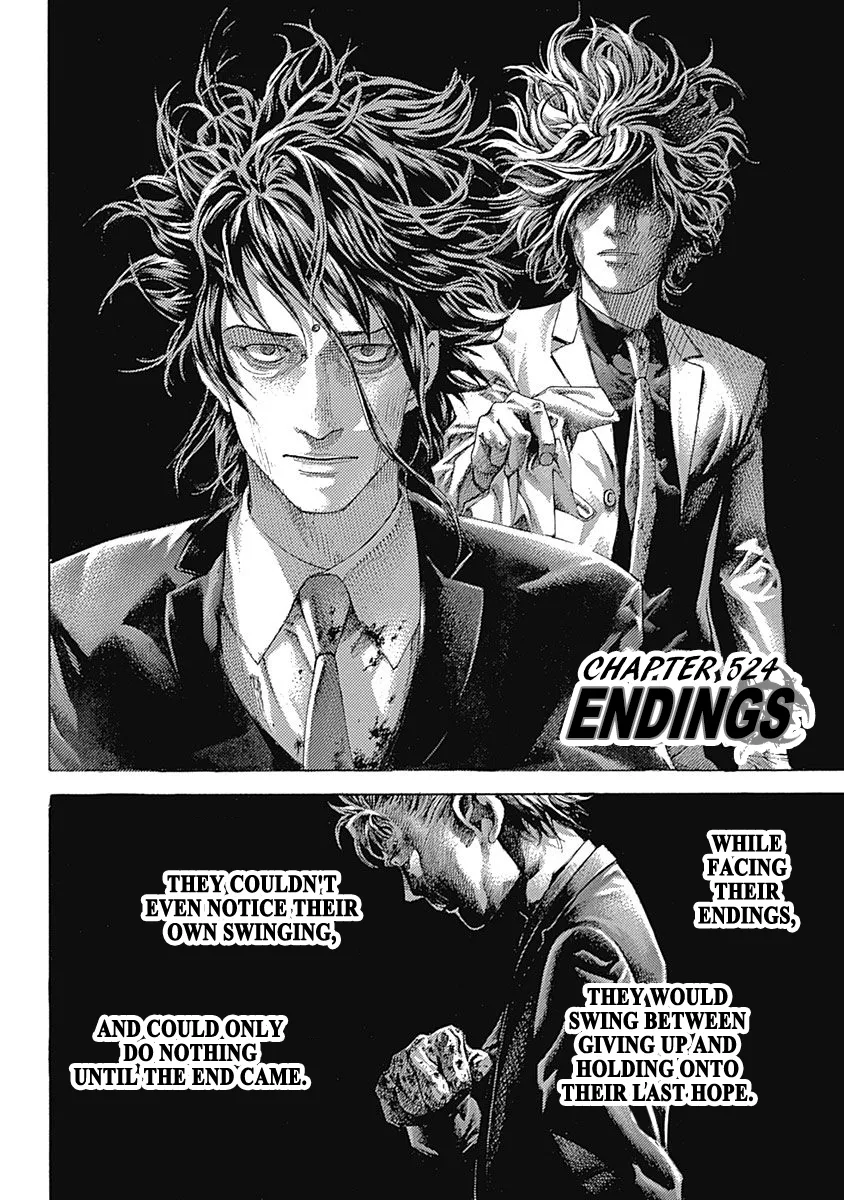 CHAPTER 524
ENDINGS
WHILE
FACING
THEIR
ENDINGS,
THEY WOULD
SWING BETWEEN
GIVING UP AND
HOLDING ONTO
THEIR LAST HOPE.
THEY COULDN'T
EVEN NOTICE THEIR
OWN SWINGING,
AND COULD ONLY
DO NOTHING
UNTIL THE END CAME.